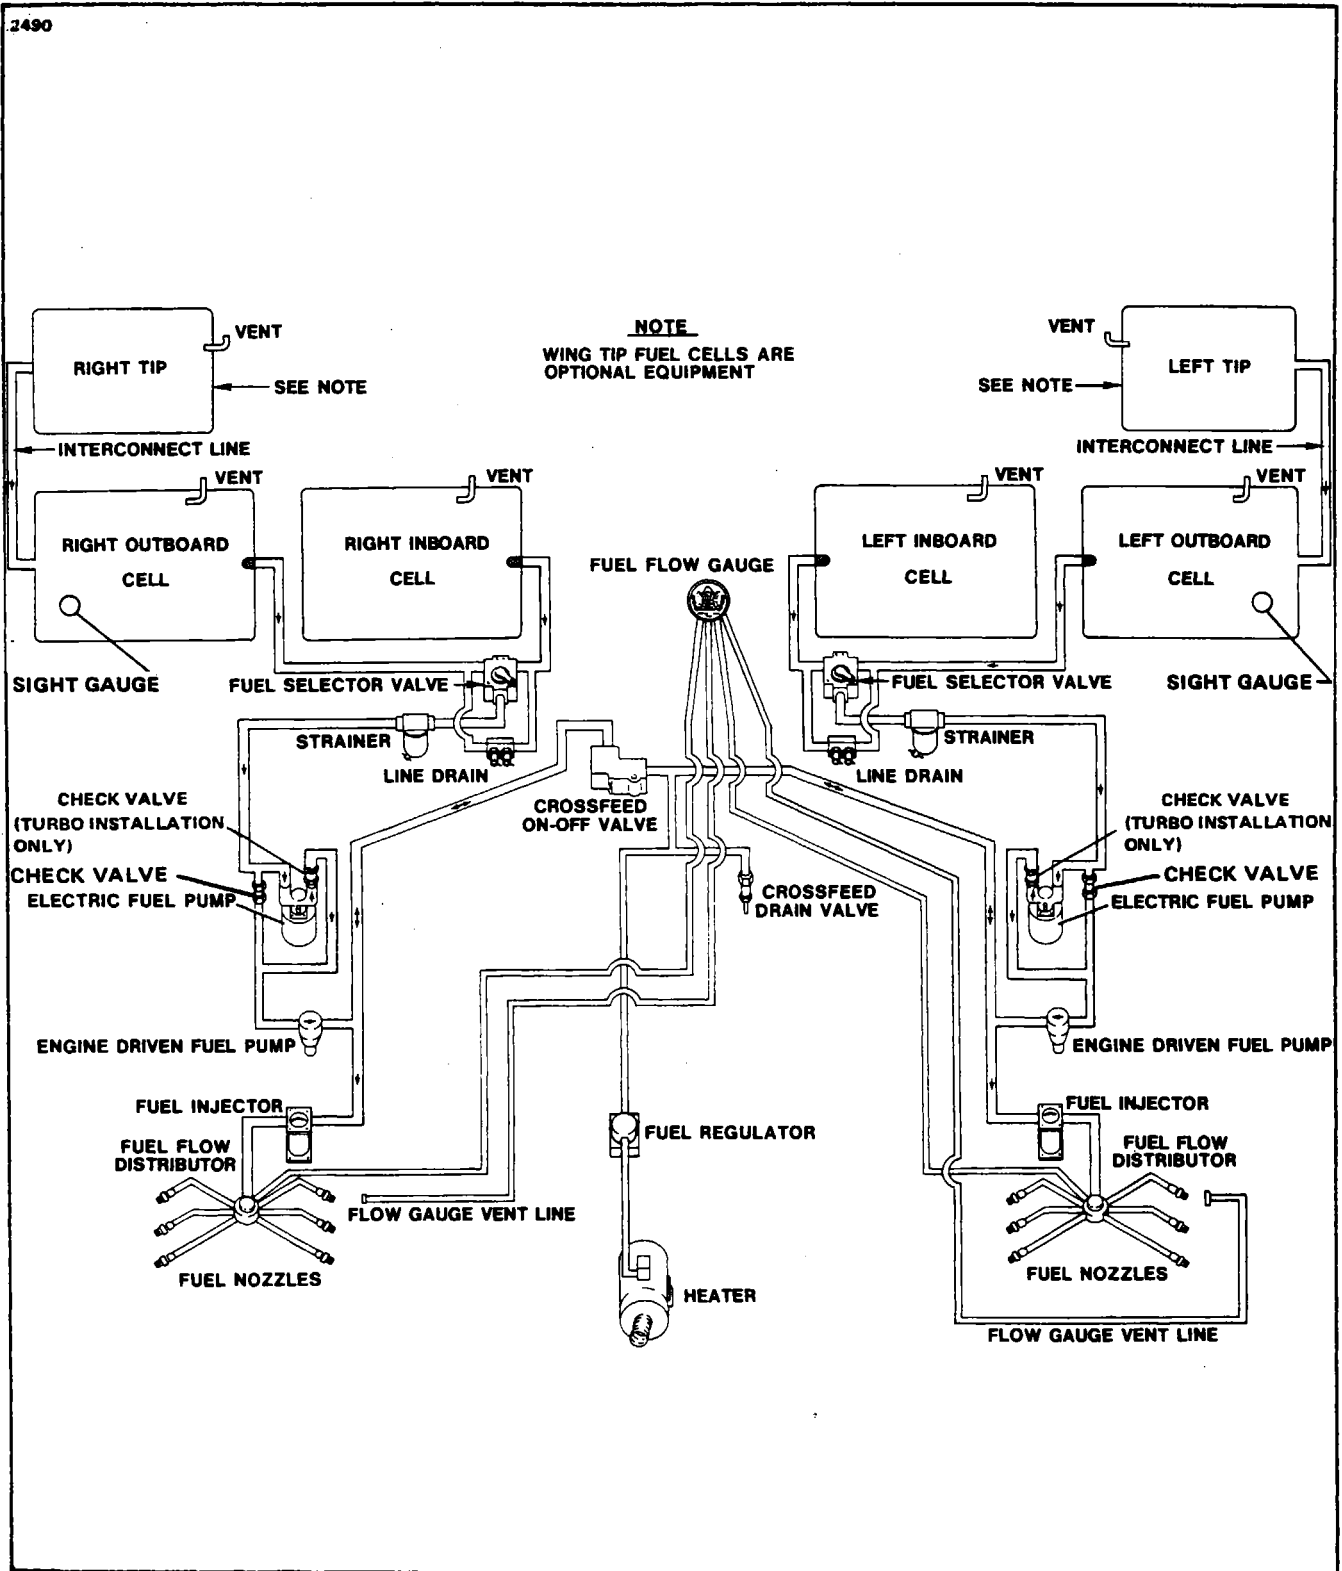 2490
RIGHT TIP
VENT
SEE NOTE
INTERCONNECT LINE
NOTE
WING TIP FUEL CELLS ARE
OPTIONAL EQUIPMENT
VENT
SEE NOTE
LEFT TIP
INTERCONNECT LINE
VENT
VENT
VENT
VENT
RIGHT OUTBOARD
CELL
RIGHT INBOARD
CELL
FUEL FLOW GAUGE
LEFT INBOARD
CELL
LEFT OUTBOARD
CELL
SIGHT GAUGE
FUEL SELECTOR VALVE
FUEL SELECTOR VALVE
SIGHT GAUGE
STRAINER
LINE DRAIN
STRAINER
LINE DRAIN
CROSSFEED
ON-OFF VALVE
CHECK VALVE
(TURBO INSTALLATION
ONLY)
CHECK VALVE
ELECTRIC FUEL PUMP
CROSSFEED
DRAIN VALVE
CHECK VALVE
(TURBO INSTALLATION
ONLY)
CHECK VALVE
ELECTRIC FUEL PUMP
ENGINE DRIVEN FUEL PUMP
ENGINE DRIVEN FUEL PUMP
FUEL INJECTOR
FUEL FLOW
DISTRIBUTOR
FUEL REGULATOR
FUEL INJECTOR
FUEL FLOW
DISTRIBUTOR
FLOW GAUGE VENT LINE
FUEL NOZZLES
HEATER
FUEL NOZZLES
FLOW GAUGE VENT LINE